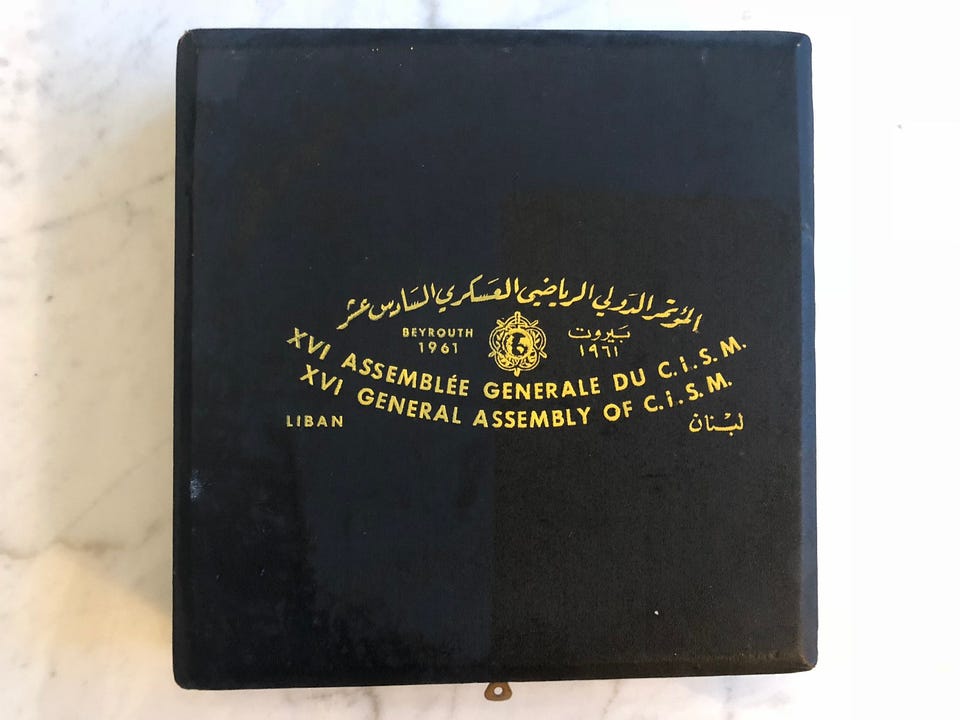 المؤتمر الدولي الرياضي العسكري السادس عشر
BEYROUTH بيروت
1961 ١٩٦١
XVI ASSEMBLÉE GENERALE DU C.i.S.M.
XVI GENERAL ASSEMBLY OF C.i.S.M.
LIBAN لبنان